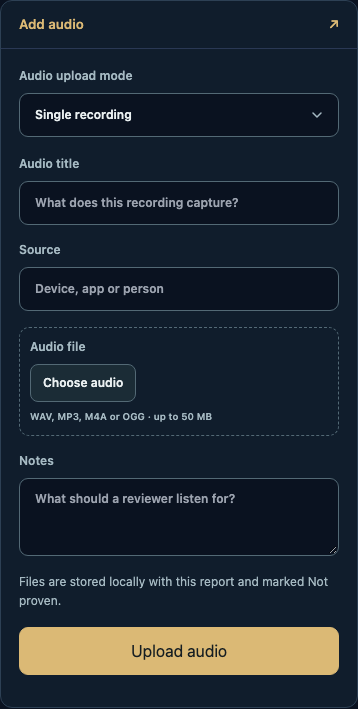 Add audio
Audio upload mode
Single recording
Audio title
What does this recording capture?
Source
Device, app or person
Audio file
Choose audio
WAV, MP3, M4A or OGG · up to 50 MB
Notes
What should a reviewer listen for?
Files are stored locally with this report and marked Not
proven.
Upload audio